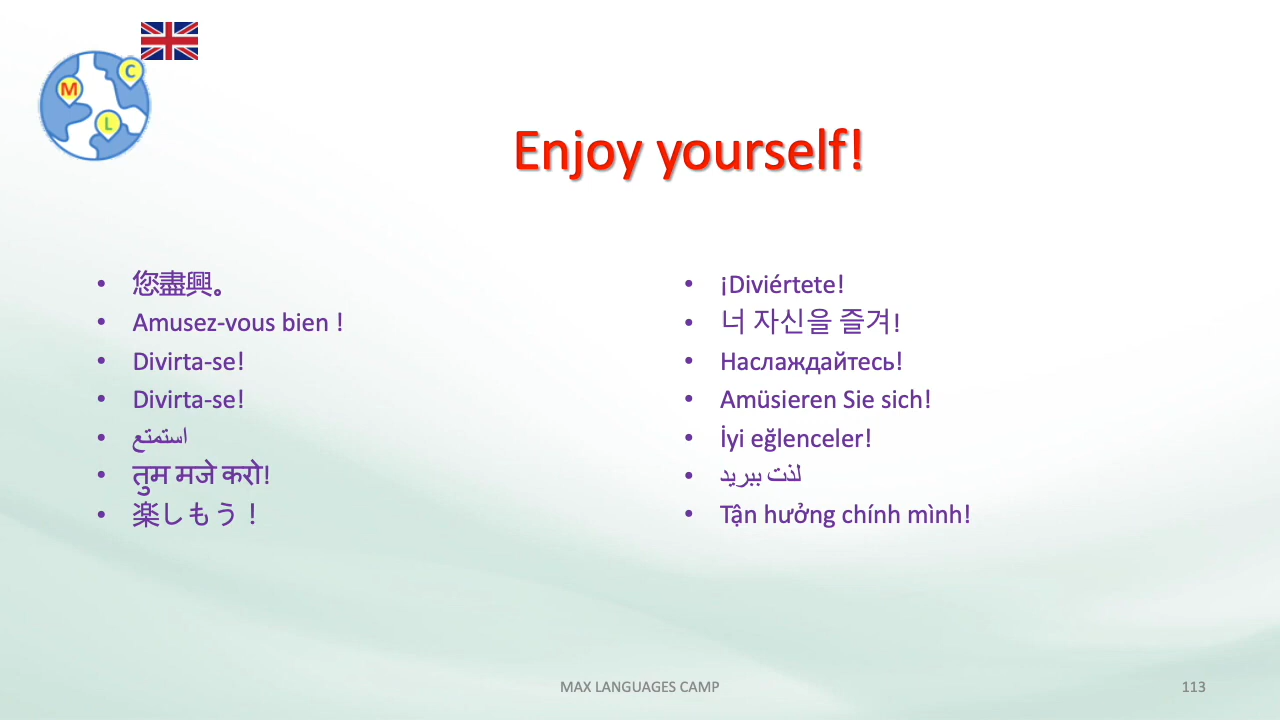 M
C
L
Enjoy yourself!
• 您盡興。
• Amusez-vous bien !
• Divirta-se!
• Divirta-se!
• استمتع
• तुम मजे करो!
• 楽しもう！
• ¡Diviértete!
• 너 자신을 즐겨!
• Наслаждайтесь!
• Amüsieren Sie sich!
• İyi eğlenceler!
• لذت ببرید
• Tận hưởng chính mình!
MAX LANGUAGES CAMP
113